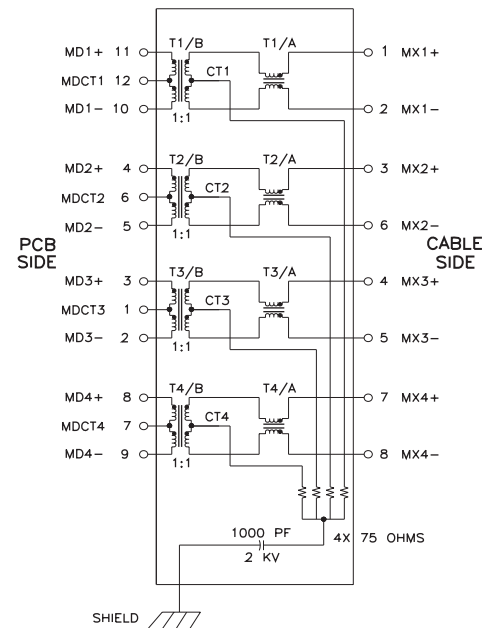 T1/B T1/A
MD1+ 11 1 MX1+
MDCT1 12 CT1
MD1- 10 2 MX1-
1:1
T2/B T2/A
MD2+ 4 3 MX2+
MDCT2 6 CT2
MD2- 5 6 MX2-
1:1
PCB SIDE
CABLE SIDE
T3/B T3/A
MD3+ 3 4 MX3+
MDCT3 1 CT3
MD3- 2 5 MX3-
1:1
T4/B T4/A
MD4+ 8 7 MX4+
MDCT4 7 CT4
MD4- 9 8 MX4-
1:1
1000 PF
4X 75 OHMS
2 KV
SHIELD